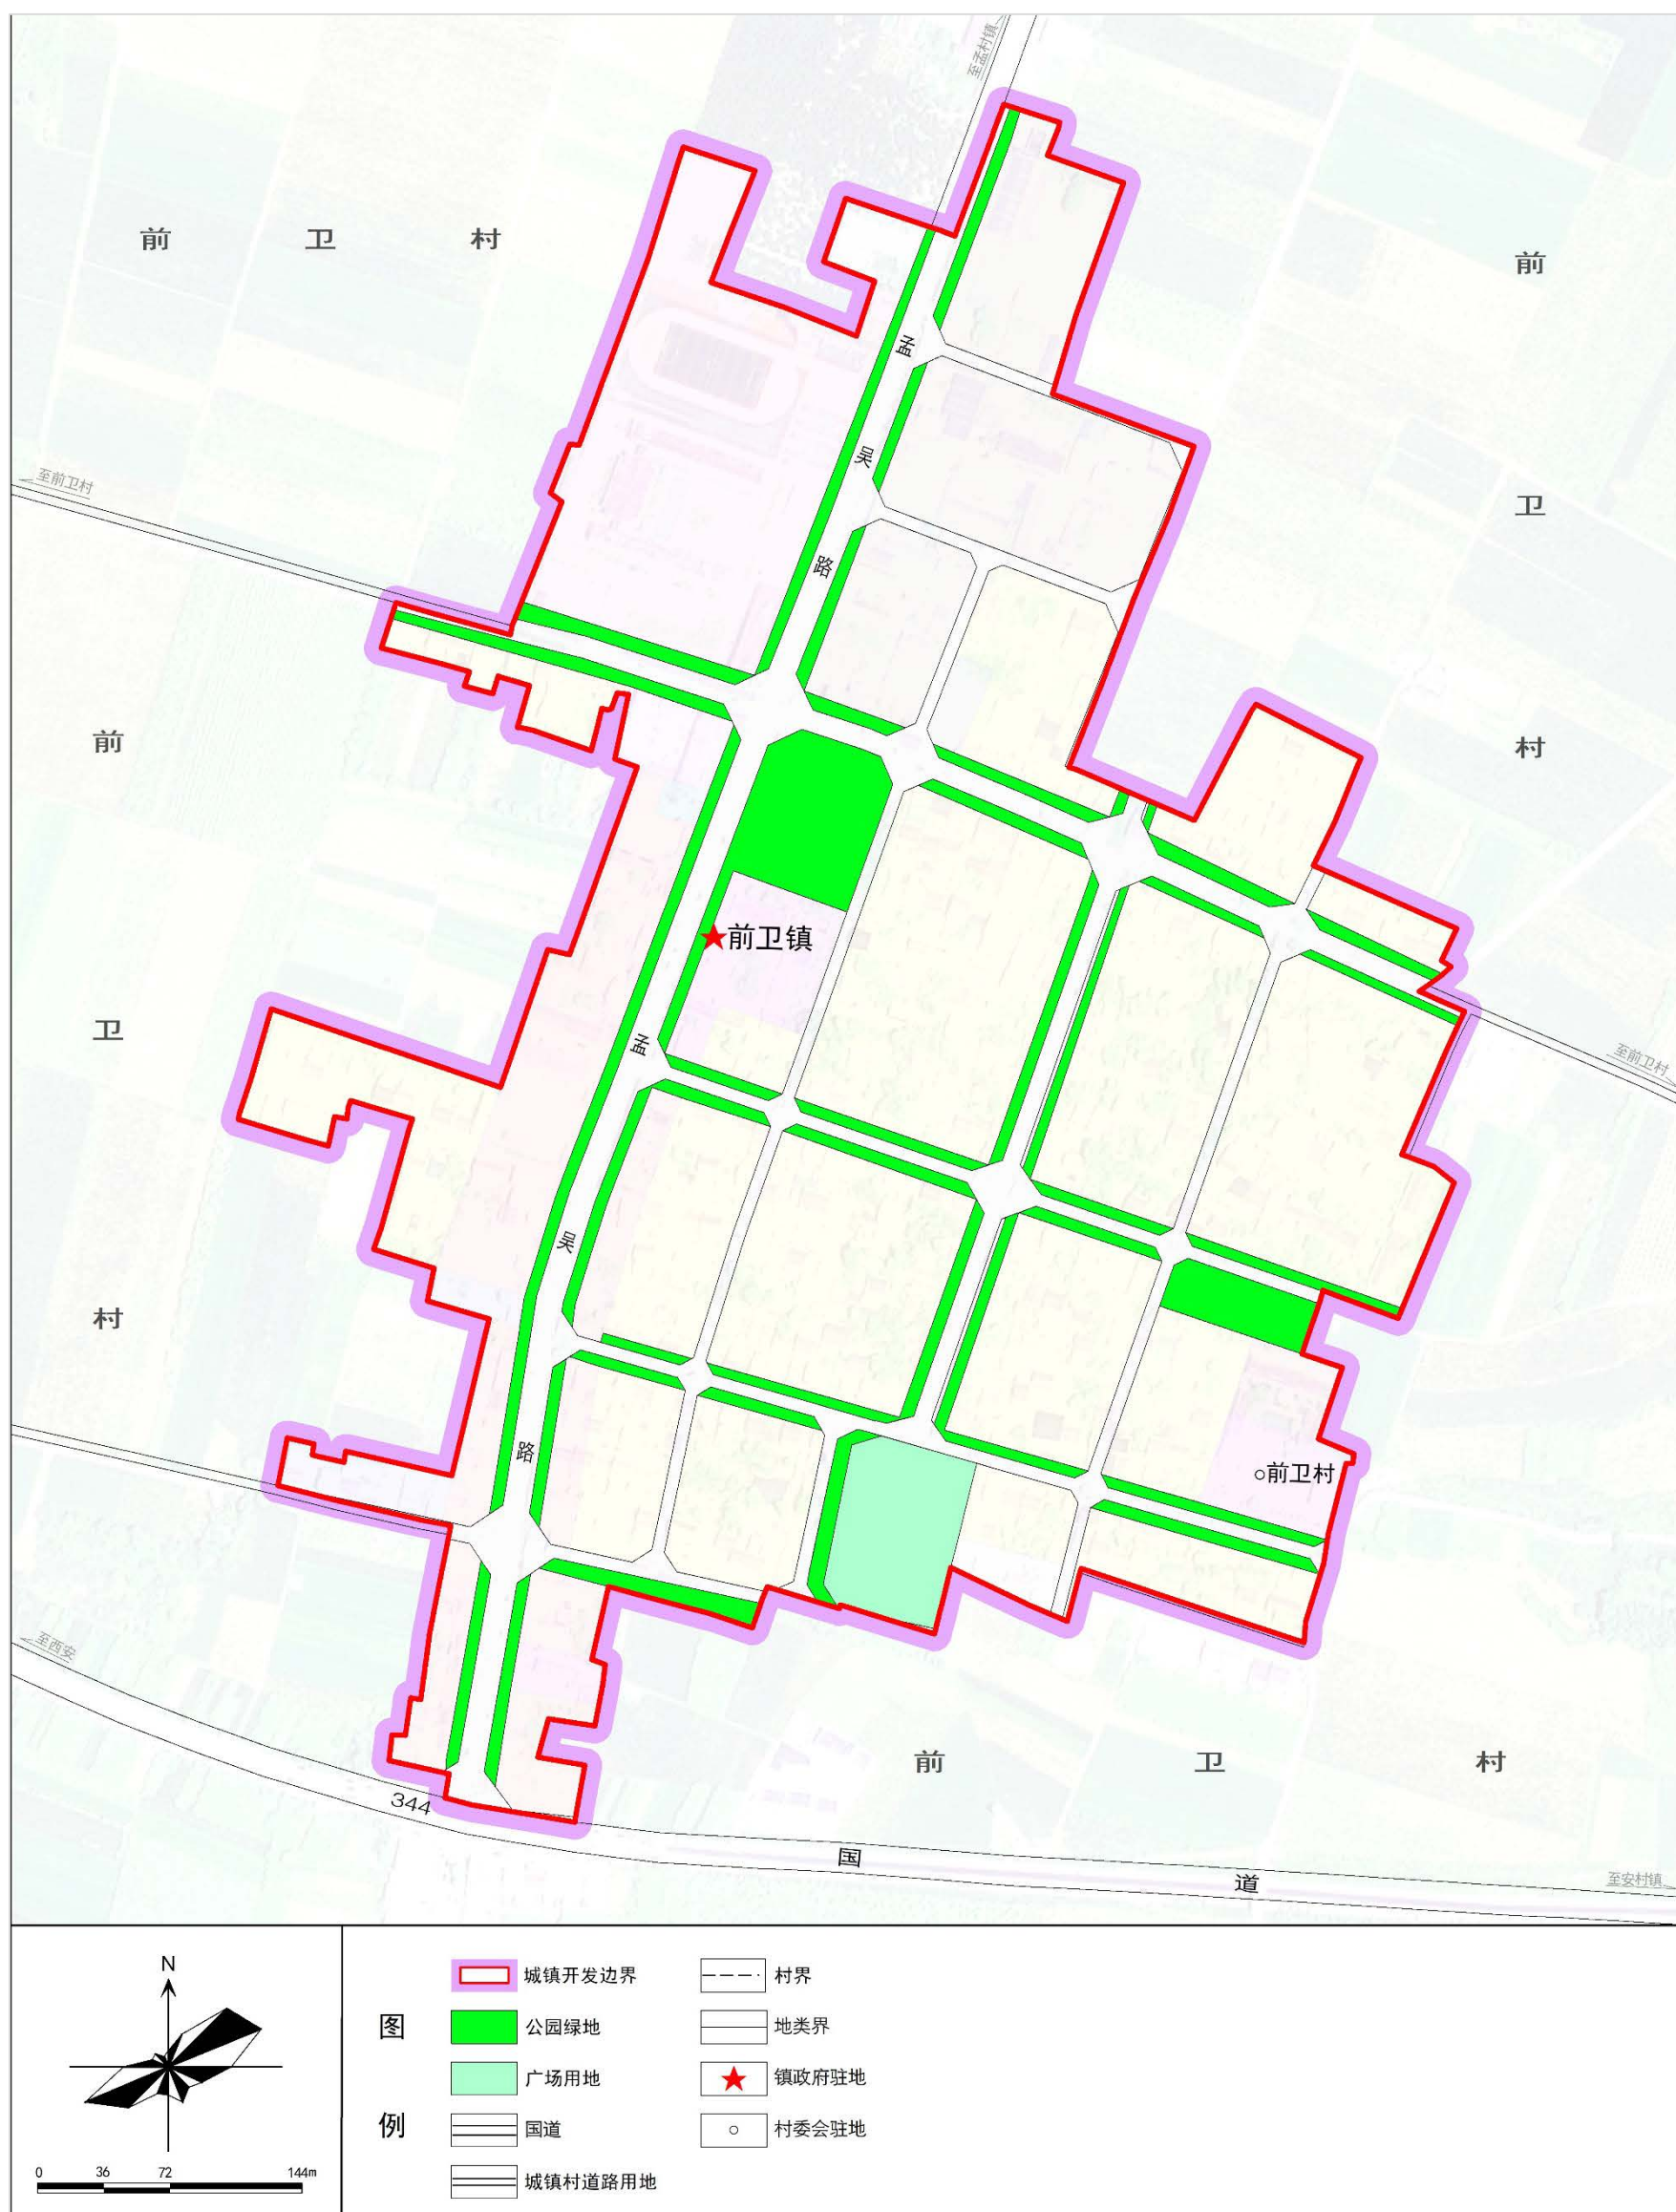 至孟村镇
前 卫 村
前
孟
至前卫村
吴
卫
路
前
村
前卫镇
卫
孟
至前卫村
吴
村
路
前卫村
至西安
前 卫 村
344
国
道
至安村镇
N
0 36 72 144m
图
例
城镇开发边界
公园绿地
广场用地
国道
城镇村道路用地
村界
地类界
镇政府驻地
村委会驻地